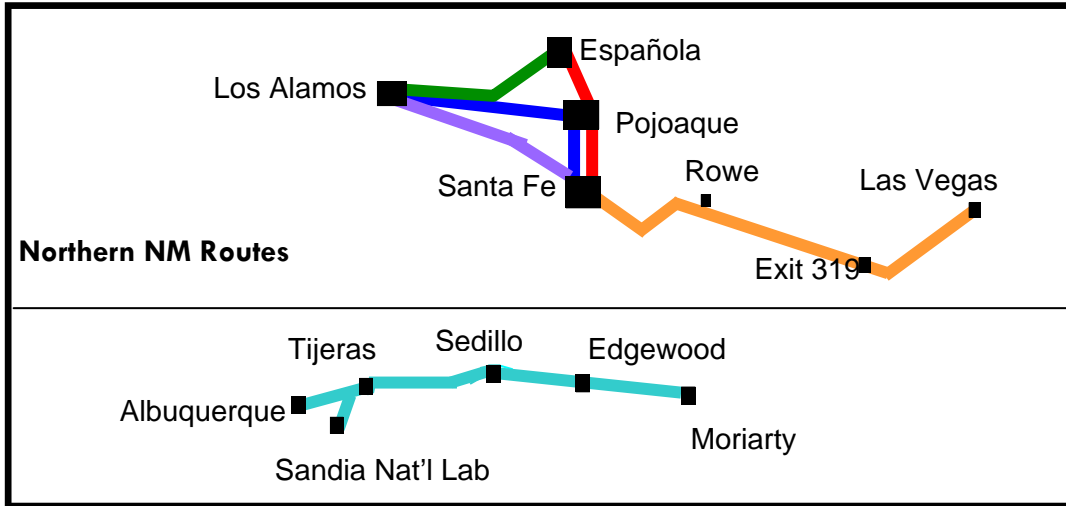 Española
Los Alamos
Pojoaque
Rowe
Santa Fe
Las Vegas
Northern NM Routes
Exit 319
Tijeras
Sedillo
Edgewood
Albuquerque
Moriarty
Sandia Nat’l Lab